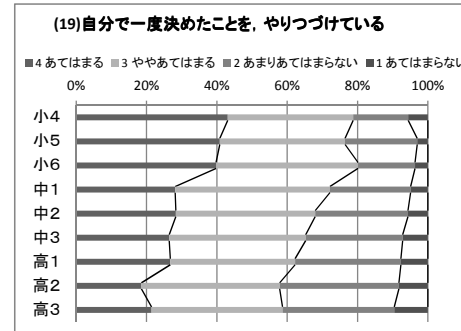 (19)自分で一度決めたことを, やりつづけている
■4 あてはまる ■3 ややあてはまる ■2 あまりあてはまらない ■1 あてはまらない
0% 20% 40% 60% 80% 100%
小4
小5
小6
中1
中2
中3
高1
高2
高3